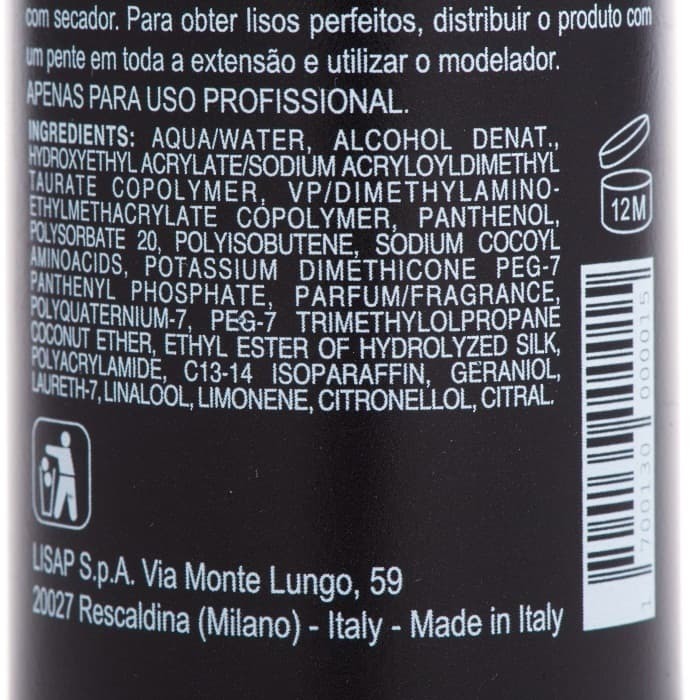 com secador. Para obter lisos perfeitos, distribuir o produto com
um pente em toda a extensão e utilizar o modelador.
APENAS PARA USO PROFISSIONAL.
INGREDIENTS: AQUA/WATER, ALCOHOL DENAT.,
HYDROXYETHYL ACRYLATE/SODIUM ACRYLOYLDIMETHYL
TAURATE COPOLYMER, VP/DIMETHYLAMINO-
ETHYLMETHACRYLATE COPOLYMER, PANTHENOL,
POLYSORBATE 20, POLYISOBUTENE, SODIUM COCOYL
AMINOACIDS, POTASSIUM DIMETHICONE PEG-7
PANTHENYL PHOSPHATE, PARFUM/FRAGRANCE,
POLYQUATERNIUM-7, PEG-7 TRIMETHYLOLPROPANE
COCONUT ETHER, ETHYL ESTER OF HYDROLYZED SILK,
POLYACRYLAMIDE, C13-14 ISOPARAFFIN, GERANIOL,
LAURETH-7, LINALOOL, LIMONENE, CITRONELLOL, CITRAL.
12M
1 700130 000015
LISAP S.p.A. Via Monte Lungo, 59
20027 Rescaldina (Milano) - Italy - Made in Italy